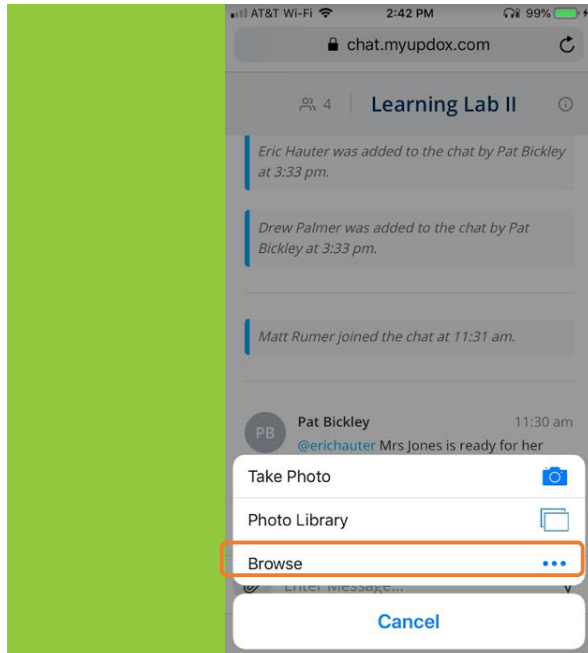 AT&T Wi-Fi 2:42 PM 99%
chat.myupdox.com
4 Learning Lab II
Eric Hauter was added to the chat by Pat Bickley
at 3:33 pm.
Drew Palmer was added to the chat by Pat
Bickley at 3:33 pm.
Matt Rumer joined the chat at 11:31 am.
Pat Bickley 11:30 am
PB
@erichauter Mrs Jones is ready for her
Take Photo
Photo Library
Browse
Enter Message...
Cancel